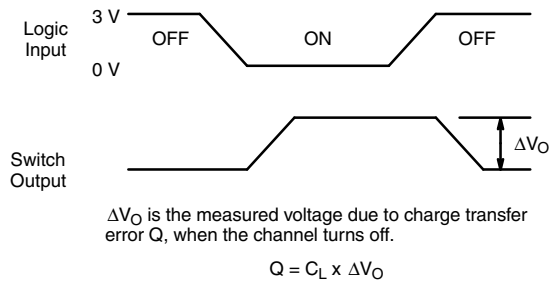 3 V
Logic
Input
OFF
ON
OFF
0 V
ΔVO
Switch
Output
ΔVO is the measured voltage due to charge transfer
error Q, when the channel turns off.
Q = CL x ΔVO